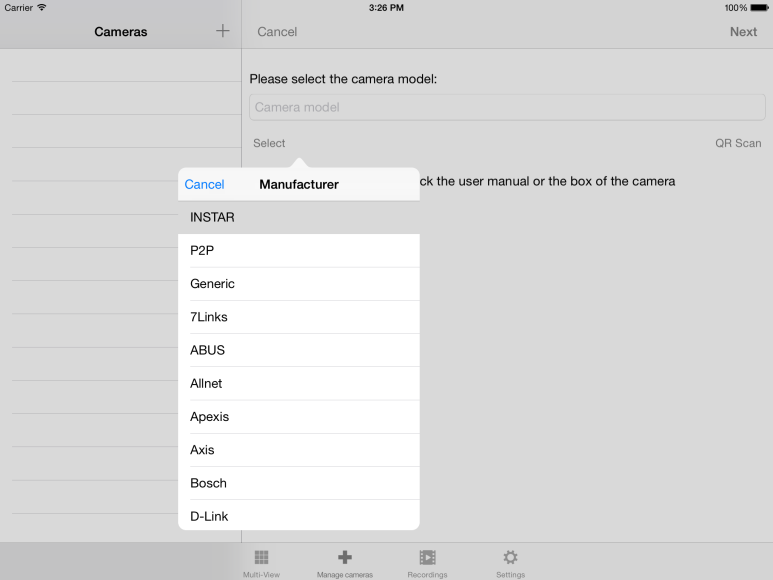 Carrier 3:26 PM 100%
Cameras + Cancel Next
Please select the camera model:
Camera model
Select QR Scan
Cancel Manufacturer
ck the user manual or the box of the camera
INSTAR
P2P
Generic
7Links
ABUS
Allnet
Apexis
Axis
Bosch
D-Link
Multi-View Manage cameras Recordings Settings